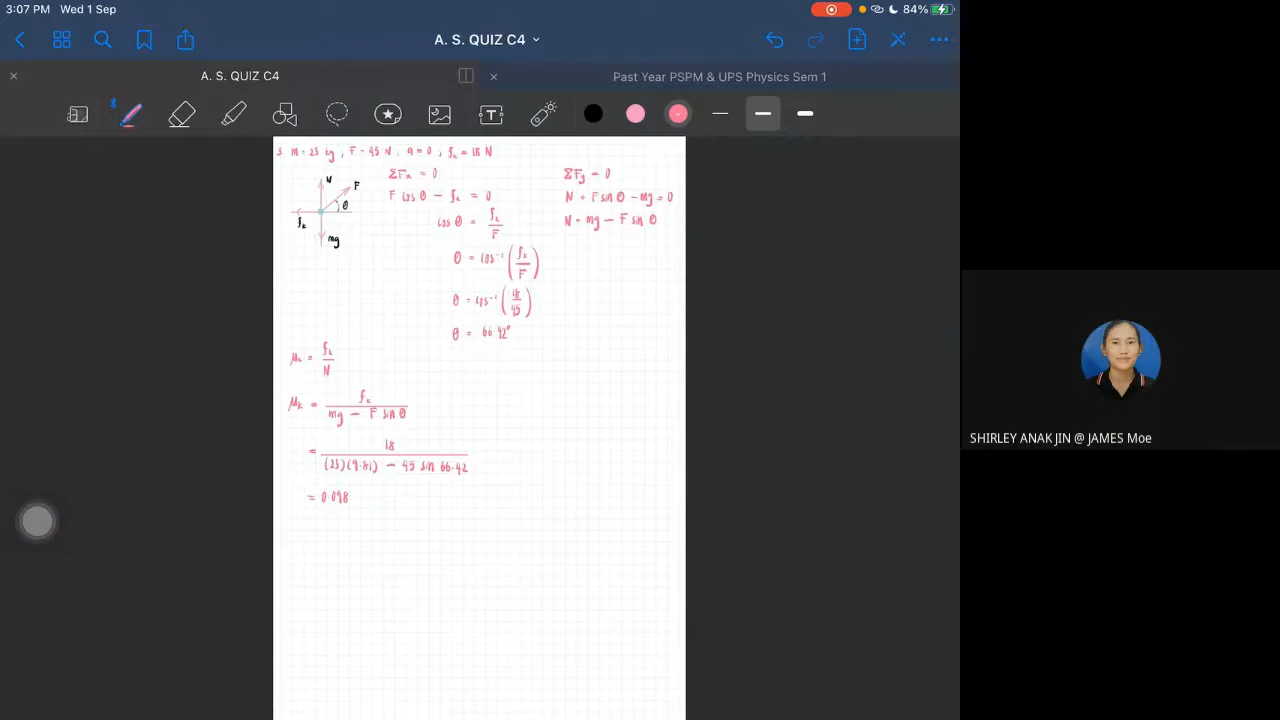 3:07 PM Wed 1 Sep
84%
A. S. QUIZ C4
A. S. QUIZ C4
Past Year PSPM & UPS Physics Sem 1
3 m = 23 kg , F = 45 N , a = 0 , fk = 18 N
N
F
θ
fk
mg
ΣFx = 0
F cos θ − fk = 0
cos θ = fk/F
θ = cos⁻¹ (fk/F)
θ = cos⁻¹ (18/45)
θ = 66.42°
ΣFy = 0
N + F sin θ − mg = 0
N = mg − F sin θ
μk = fk/N
μk = fk/(mg − F sin θ)
= 18/((23)(9.81) − 45 sin 66.42)
= 0.098
SHIRLEY ANAK JIN @ JAMES Moe